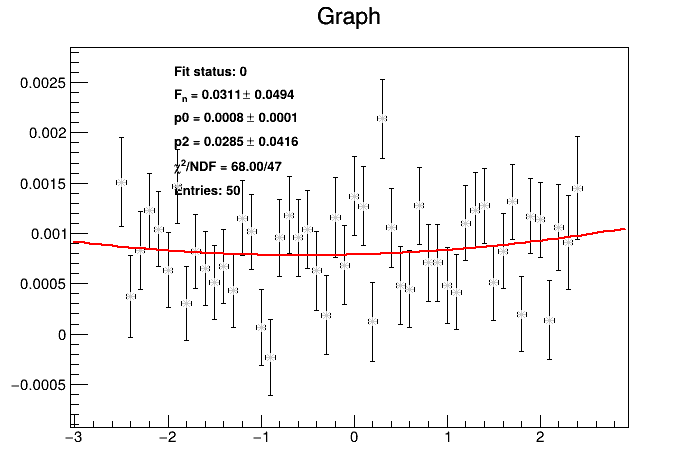 Graph
Fit status: 0
Fn = 0.0311± 0.0494
p0 = 0.0008 ± 0.0001
p2 = 0.0285 ± 0.0416
χ²/NDF = 68.00/47
Entries: 50
0.0025
0.002
0.0015
0.001
0.0005
0
−0.0005
−3 −2 −1 0 1 2